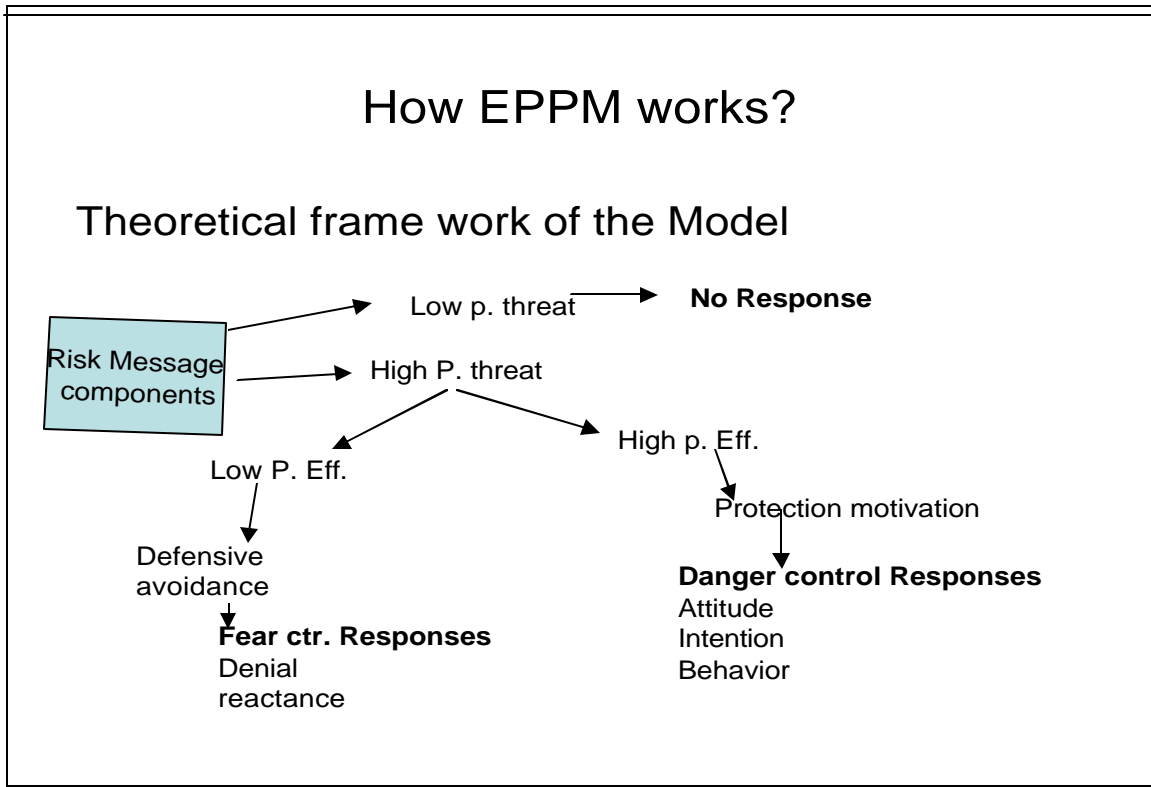 How EPPM works?
Theoretical frame work of the Model
Low p. threat
No Response
Risk Message
components
High P. threat
High p. Eff.
Low P. Eff.
Protection motivation
Defensive
avoidance
Danger control Responses
Attitude
Intention
Behavior
Fear ctr. Responses
Denial
reactance